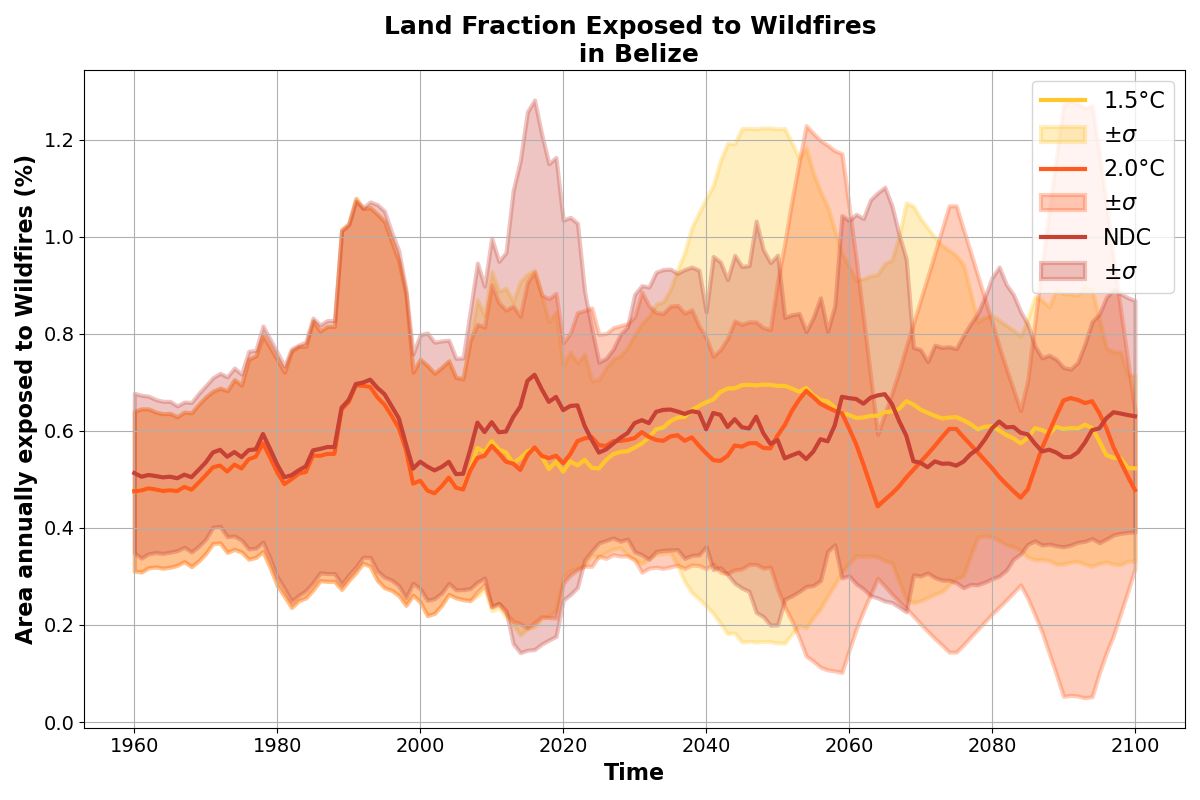 Land Fraction Exposed to Wildfires
in Belize
Area annually exposed to Wildfires (%)
1.2
1.0
0.8
0.6
0.4
0.2
0.0
1.5°C
±σ
2.0°C
±σ
NDC
±σ
1960
1980
2000
2020
2040
2060
2080
2100
Time